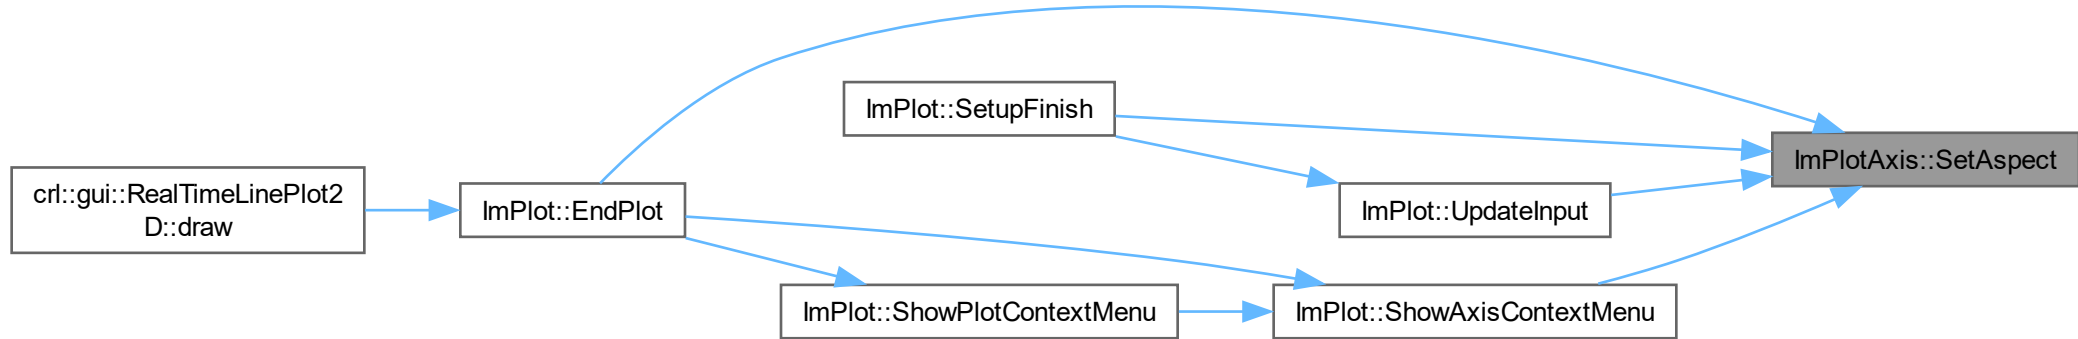 ImPlot::SetupFinish
ImPlotAxis::SetAspect
crl::gui::RealTimeLinePlot2
D::draw
ImPlot::EndPlot
ImPlot::UpdateInput
ImPlot::ShowPlotContextMenu
ImPlot::ShowAxisContextMenu